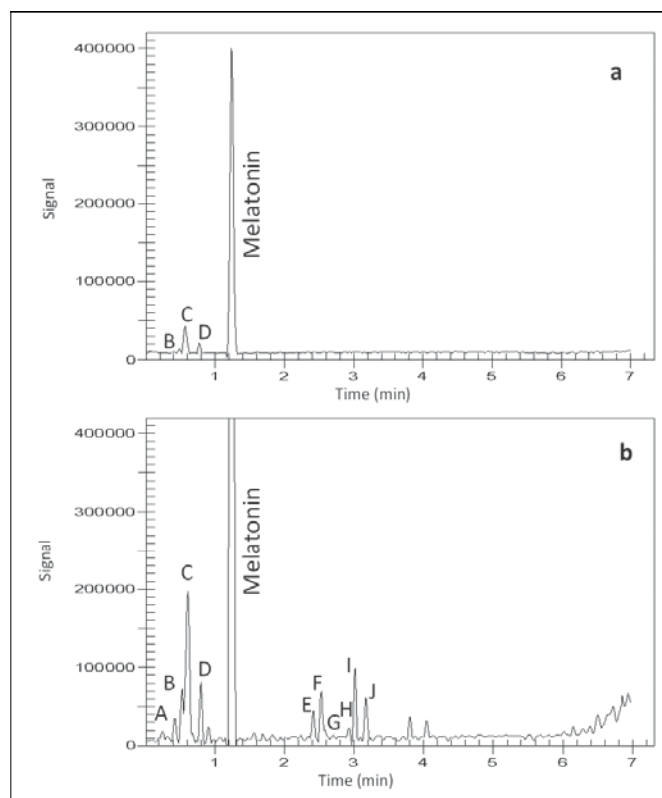 400000
a
300000
Signal
200000
Melatonin
100000
C
B
D
0
1
2
3
4
5
6
7
Time (min)
400000
b
300000
Signal
Melatonin
200000
C
100000
B
D
A
I
F
E
H
J
G
0
1
2
3
4
5
6
7
Time (min)